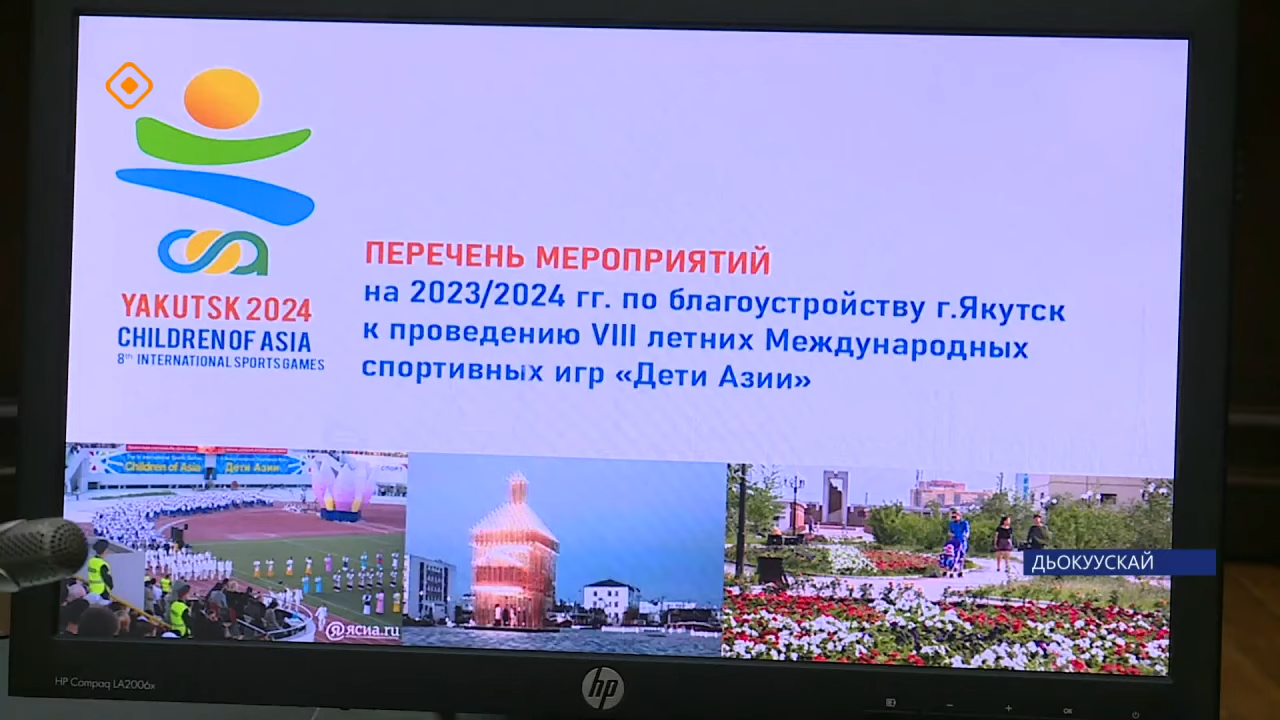 YAKUTSK 2024
CHILDREN OF ASIA
8th INTERNATIONAL SPORTS GAMES
ПЕРЕЧЕНЬ МЕРОПРИЯТИЙ
на 2023/2024 гг. по благоустройству г.Якутск
к проведению VIII летних Международных
спортивных игр «Дети Азии»
Children of Asia
Дети Азии
СПОРТ
@ясиа.ru
ДЬОКУУСКАЙ
HP Compaq LA2006x
hp
OK